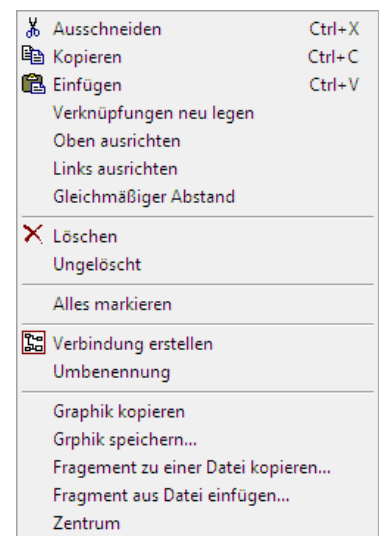 Ausschneiden Ctrl+X
Kopieren Ctrl+C
Einfügen Ctrl+V
Verknüpfungen neu legen
Oben ausrichten
Links ausrichten
Gleichmäßiger Abstand
Löschen
Ungelöscht
Alles markieren
Verbindung erstellen
Umbenennung
Graphik kopieren
Grphik speichern...
Fragement zu einer Datei kopieren...
Fragment aus Datei einfügen...
Zentrum